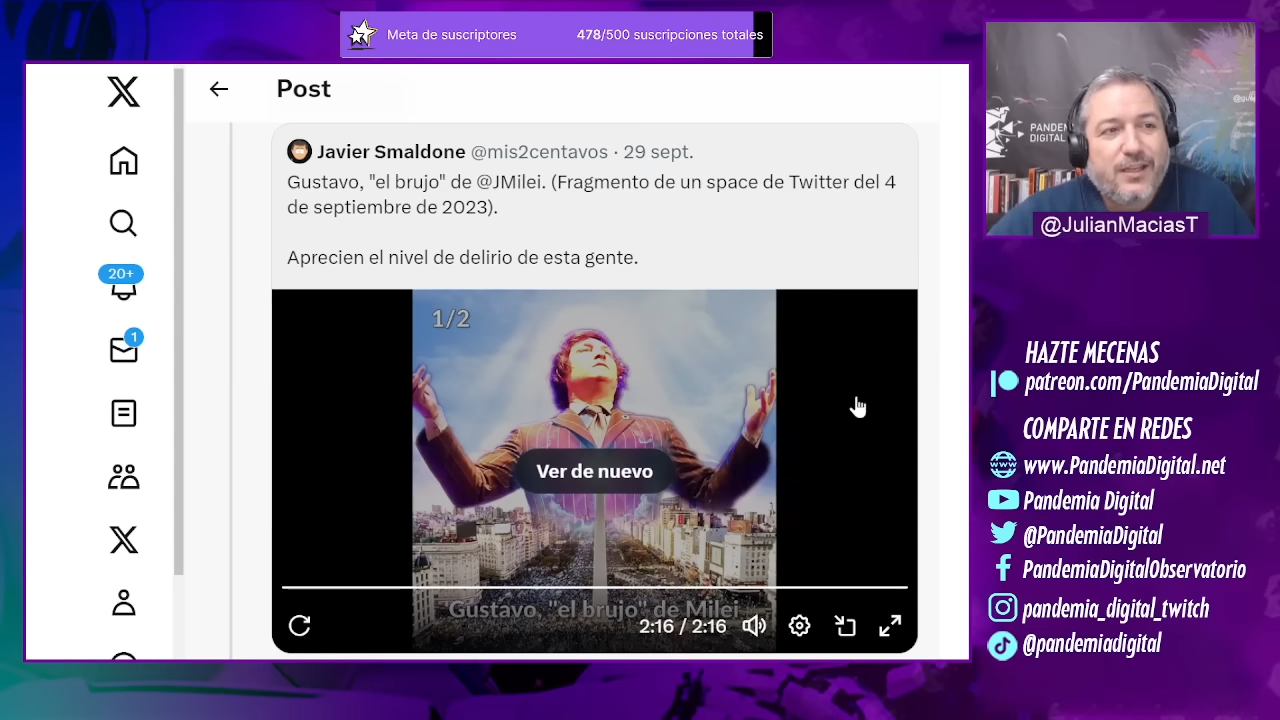 Meta de suscriptores 478/500 suscripciones totales
Post
Javier Smaldone @mis2centavos · 29 sept.
Gustavo, "el brujo" de @JMilei. (Fragmento de un space de Twitter del 4
de septiembre de 2023).
Aprecien el nivel de delirio de esta gente.
20+
1
1/2
Ver de nuevo
"Gustavo, "el brujo" de Milei
2:16 / 2:16
PANDEM
DIGITAL
@JulianMaciasT
HAZTE MECENAS
patreon.com/PandemiaDigital
COMPARTE EN REDES
www
www.PandemiaDigital.net
Pandemia Digital
@PandemiaDigital
PandemiaDigitalObservatorio
pandemia_digital_twitch
@pandemiadigital